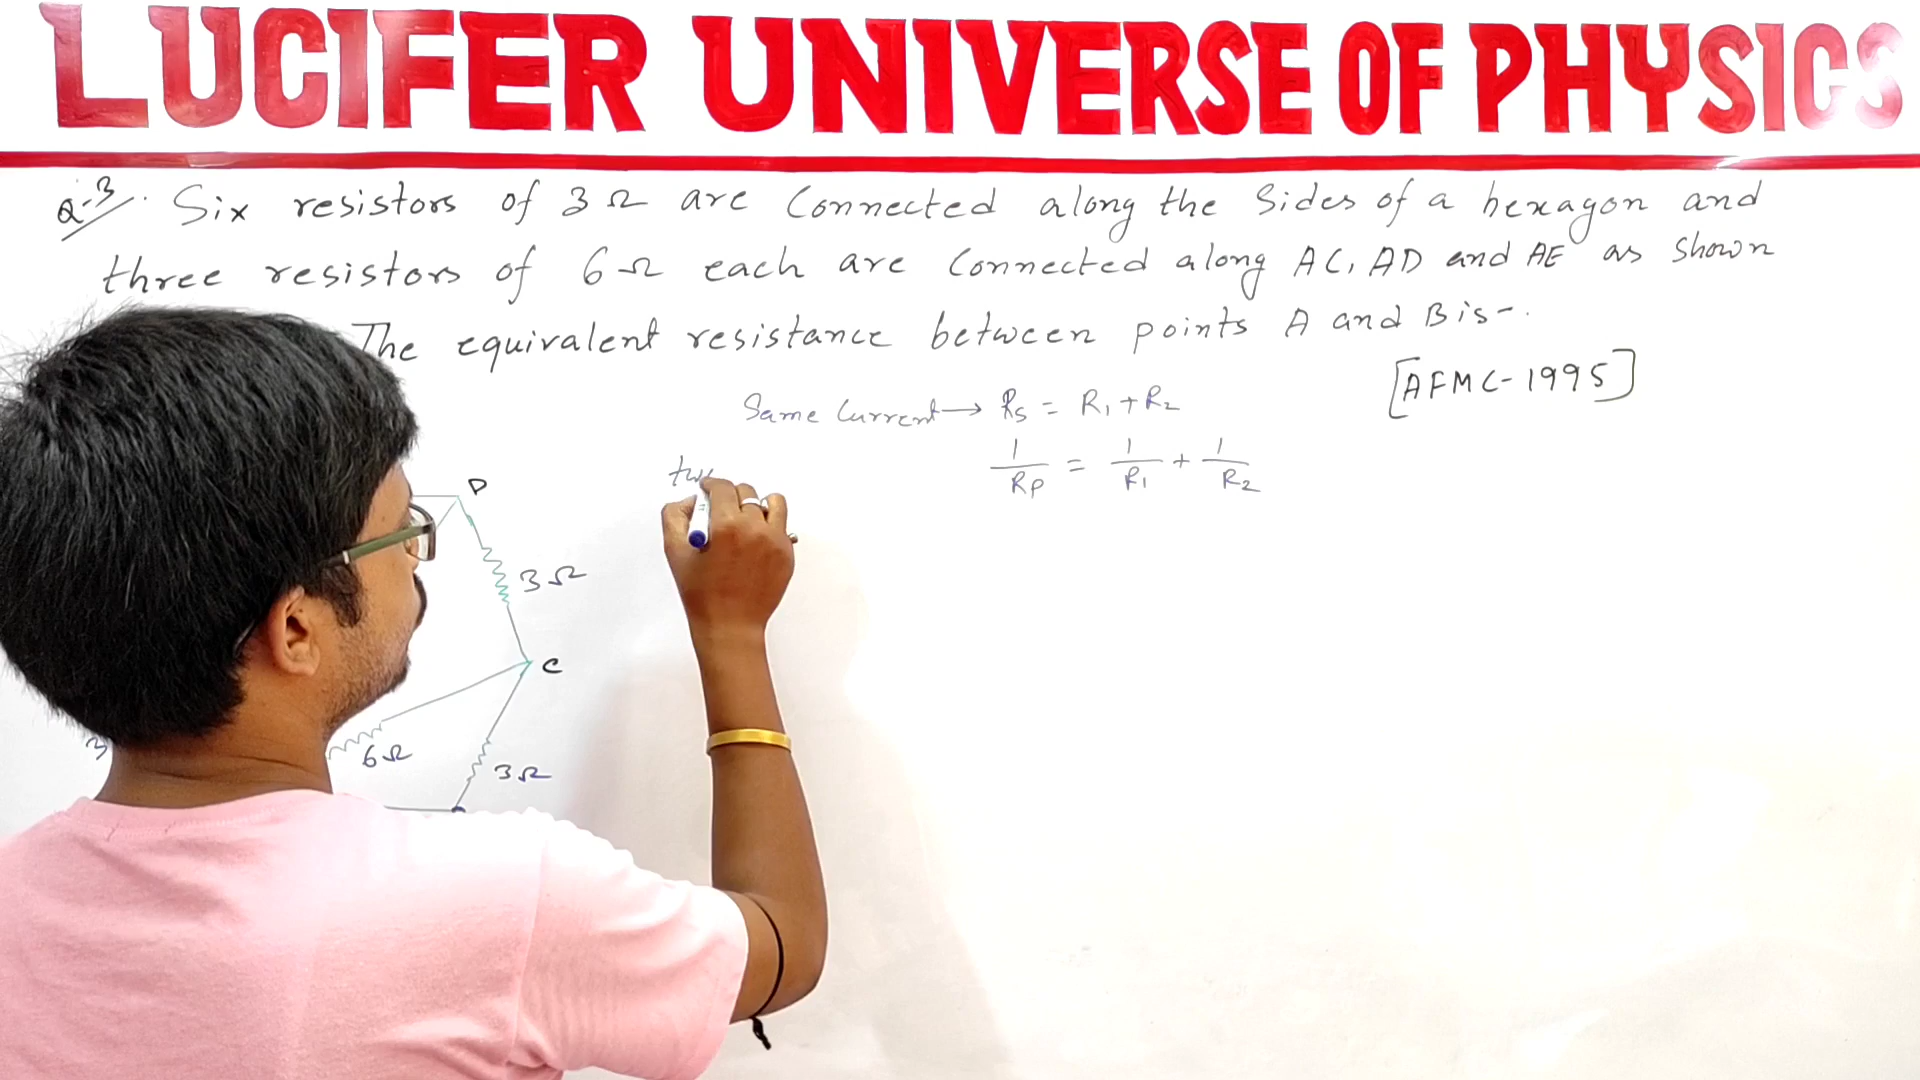 LUCIFER UNIVERSE OF PHYSICS
Q-3. Six resistors of 3Ω are Connected along the Sides of a hexagon and
three resistors of 6Ω each are Connected along AC, AD and AE as shown
The equivalent resistance between points A and B is-.
[AFMC-1995]
Same Current → Rs = R1 + R2
1/RP = 1/R1 + 1/R2
D
3Ω
C
3
6Ω
3Ω